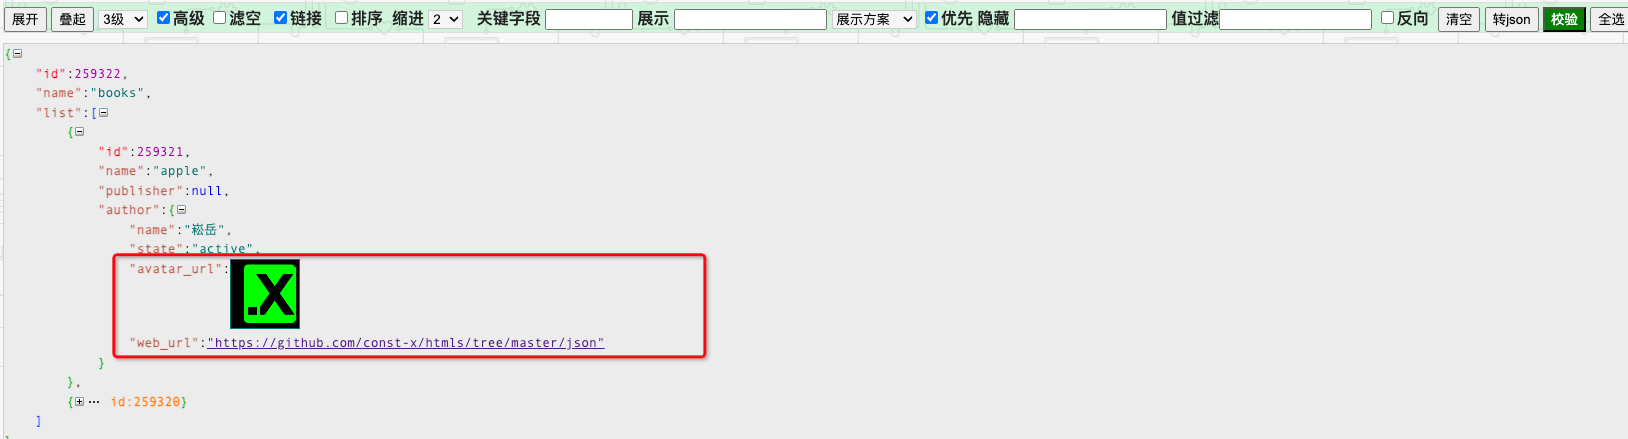 展开 叠起 3级 高级 滤空 链接 排序 缩进 2 关键字段 展示 展示方案 优先 隐藏 值过滤 反向 清空 转json 校验 全选
{
"id":259322,
"name":"books",
"list":[
{
"id":259321,
"name":"apple",
"publisher":null,
"author":{
"name":"崧岳",
"state":"active",
"avatar_url":
.X
"web_url":"https://github.com/const-x/htmls/tree/master/json"
}
},
{… id:259320}
]
}